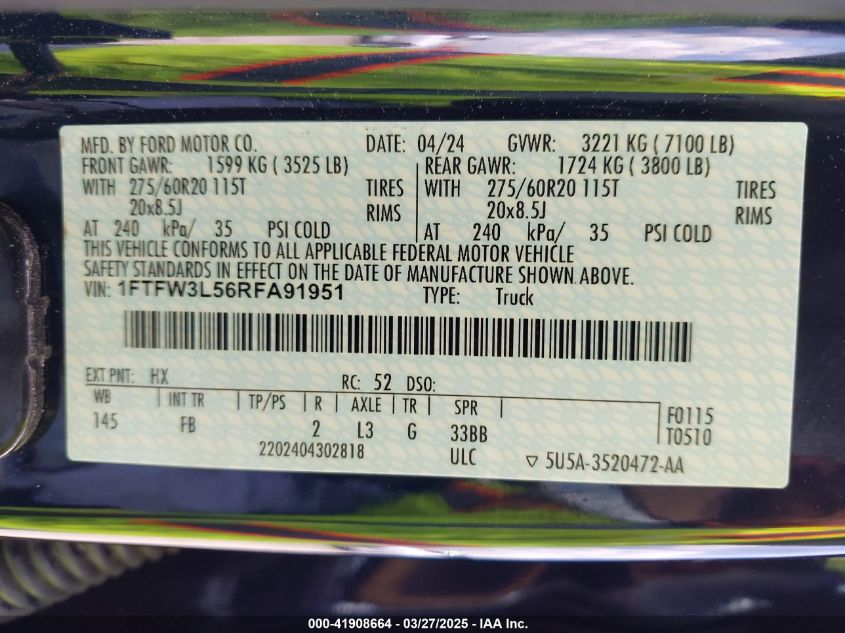 MFD. BY FORD MOTOR CO. DATE: 04/24 GVWR: 3221 KG ( 7100 LB)
FRONT GAWR: 1599 KG ( 3525 LB) REAR GAWR: 1724 KG ( 3800 LB)
WITH 275/60R20 115T TIRES WITH 275/60R20 115T TIRES
20x8.5J RIMS 20x8.5J RIMS
AT 240 kPa/ 35 PSI COLD AT 240 kPa/ 35 PSI COLD
THIS VEHICLE CONFORMS TO ALL APPLICABLE FEDERAL MOTOR VEHICLE
SAFETY STANDARDS IN EFFECT ON THE DATE OF MANUFACTURE SHOWN ABOVE.
VIN: 1FTFW3L56RFA91951 TYPE: Truck
EXT PNT: HX RC: 52 DSO:
WB INT TR TP/PS R AXLE TR SPR F0115
145 FB 2 L3 G 33BB T0510
2202404302818 ULC ▽ 5U5A-3520472-AA
000-41908664 - 03/27/2025 - IAA Inc.